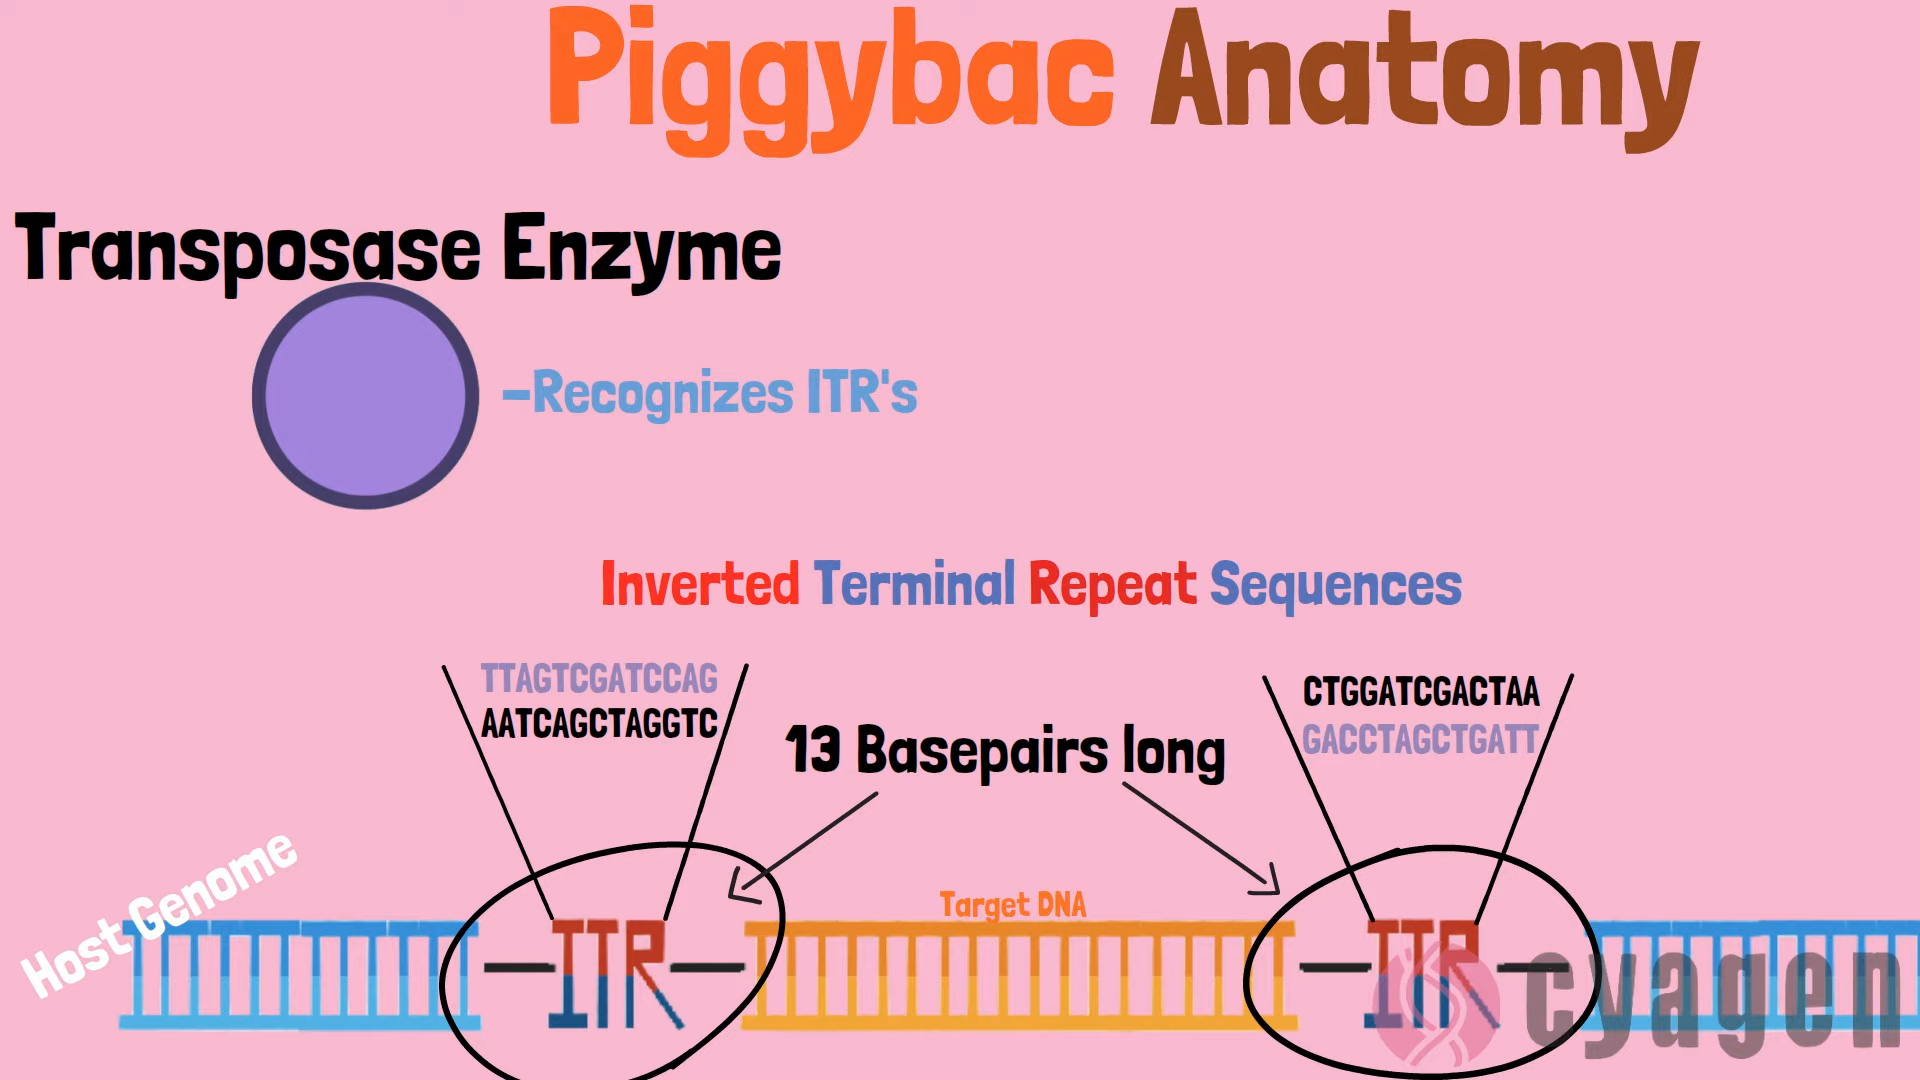 Piggybac Anatomy
Transposase Enzyme
-Recognizes ITR's
Inverted Terminal Repeat Sequences
TTAGTCGATCCAG
AATCAGCTAGGTC
CTGGATCGACTAA
GACCTAGCTGATT
13 Basepairs long
Host Genome
Target DNA
ITR
ITR
cyagen